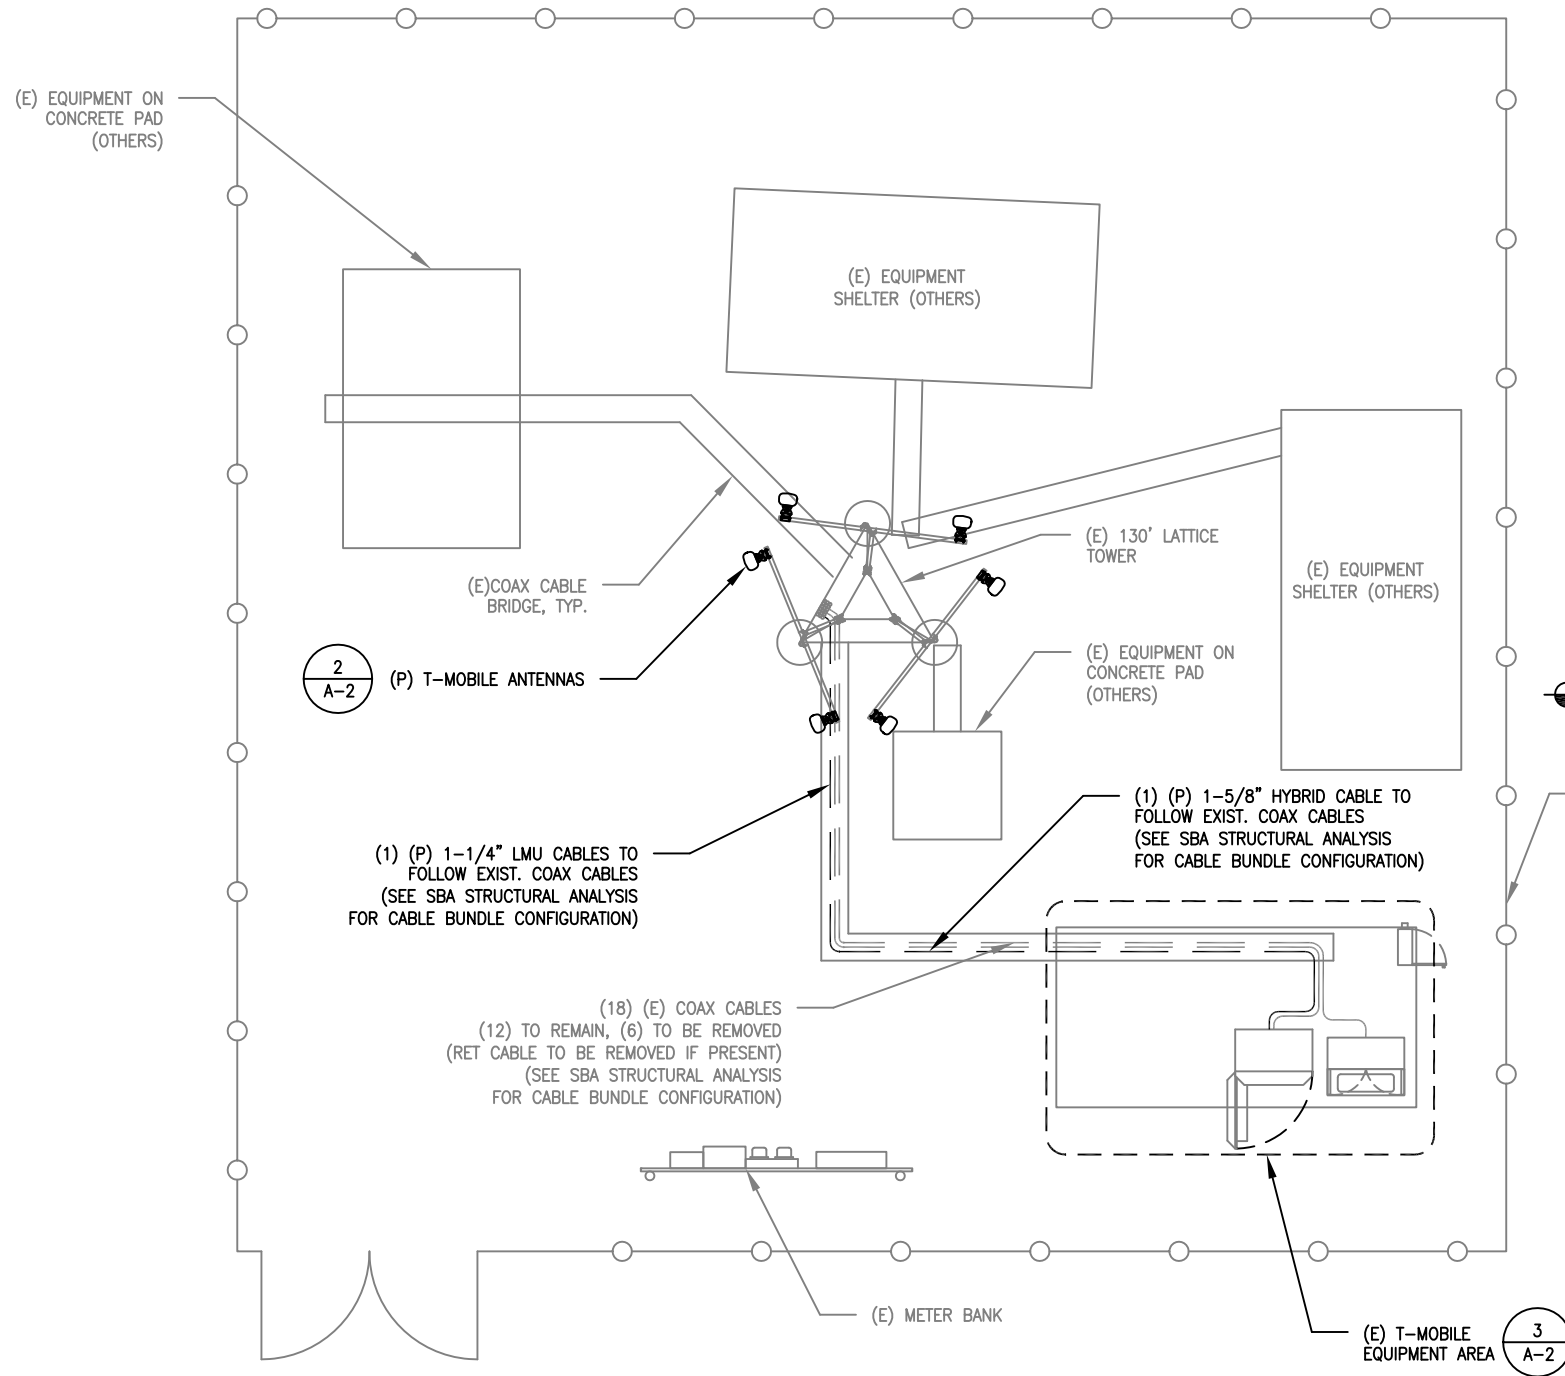 (E) EQUIPMENT ON
CONCRETE PAD
(OTHERS)
(E) EQUIPMENT
SHELTER (OTHERS)
(E) 130' LATTICE
TOWER
(E) EQUIPMENT
SHELTER (OTHERS)
(E)COAX CABLE
BRIDGE, TYP.
2
A-2
(P) T-MOBILE ANTENNAS
(E) EQUIPMENT ON
CONCRETE PAD
(OTHERS)
(1) (P) 1-5/8" HYBRID CABLE TO
FOLLOW EXIST. COAX CABLES
(SEE SBA STRUCTURAL ANALYSIS
FOR CABLE BUNDLE CONFIGURATION)
(1) (P) 1-1/4" LMU CABLES TO
FOLLOW EXIST. COAX CABLES
(SEE SBA STRUCTURAL ANALYSIS
FOR CABLE BUNDLE CONFIGURATION)
(18) (E) COAX CABLES
(12) TO REMAIN, (6) TO BE REMOVED
(RET CABLE TO BE REMOVED IF PRESENT)
(SEE SBA STRUCTURAL ANALYSIS
FOR CABLE BUNDLE CONFIGURATION)
(E) METER BANK
(E) T-MOBILE
EQUIPMENT AREA
3
A-2